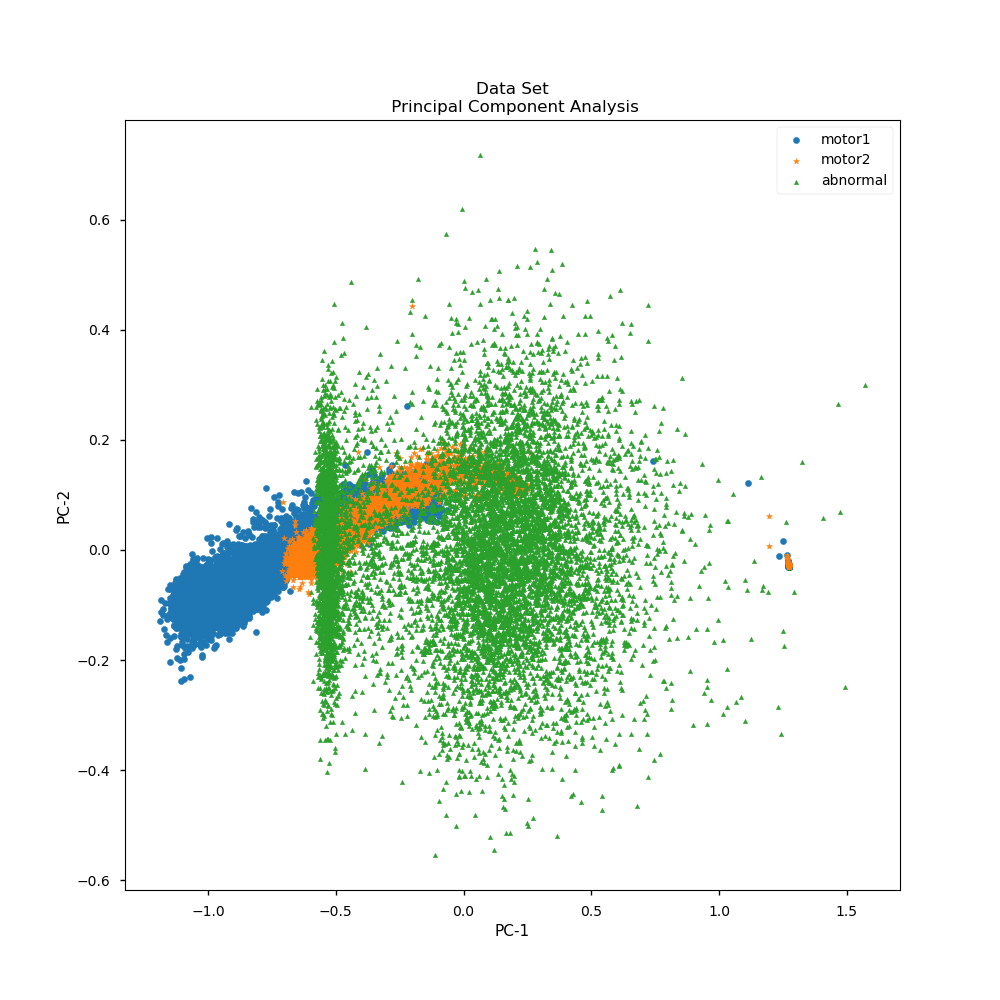 Data Set
Principal Component Analysis
motor1
motor2
abnormal
PC-2
0.6
0.4
0.2
0.0
−0.2
−0.4
−0.6
−1.0 −0.5 0.0 0.5 1.0 1.5
PC-1